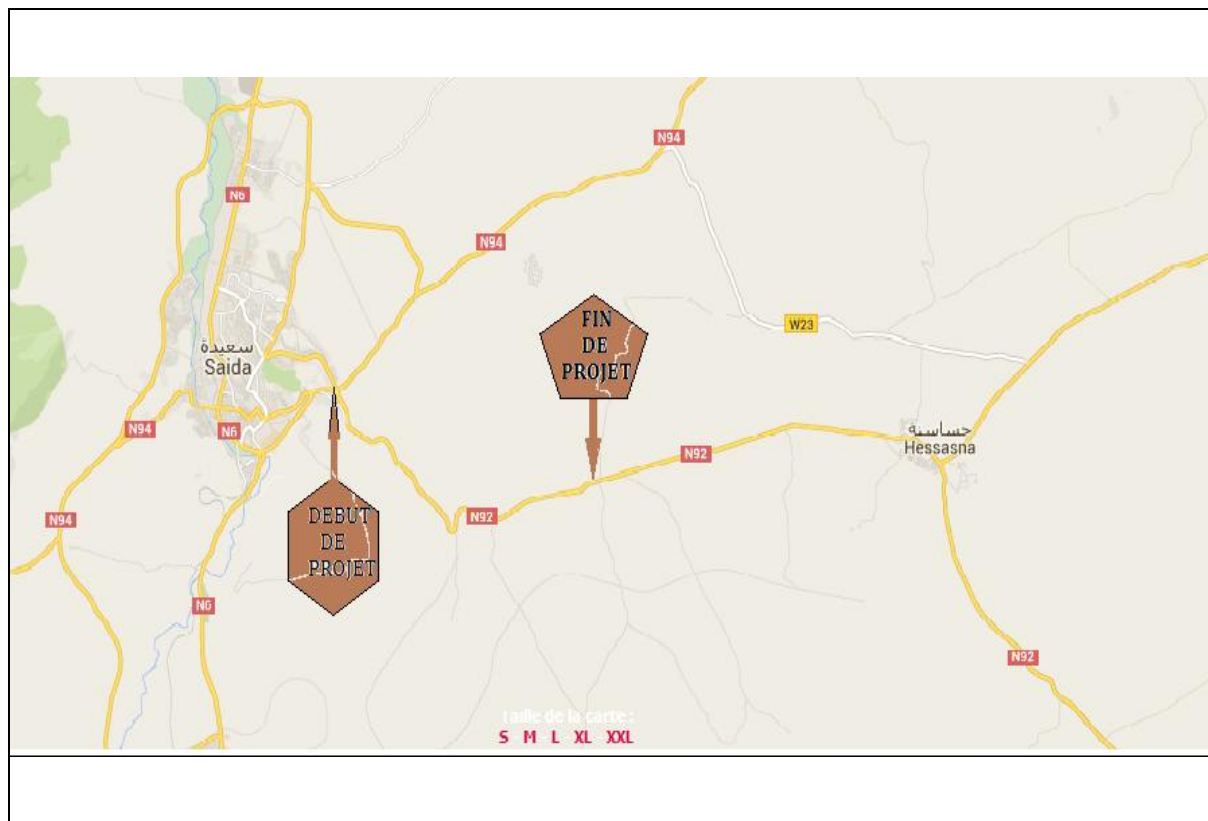 N94
N6
N94
W23
سعيدة
Saida
FIN
DE
PROJET
N94
N6
حساسنة
Hessasna
N92
N94
N92
DEBUT
DE
PROJET
N6
N92
taille de la carte :
S M L XL XXL